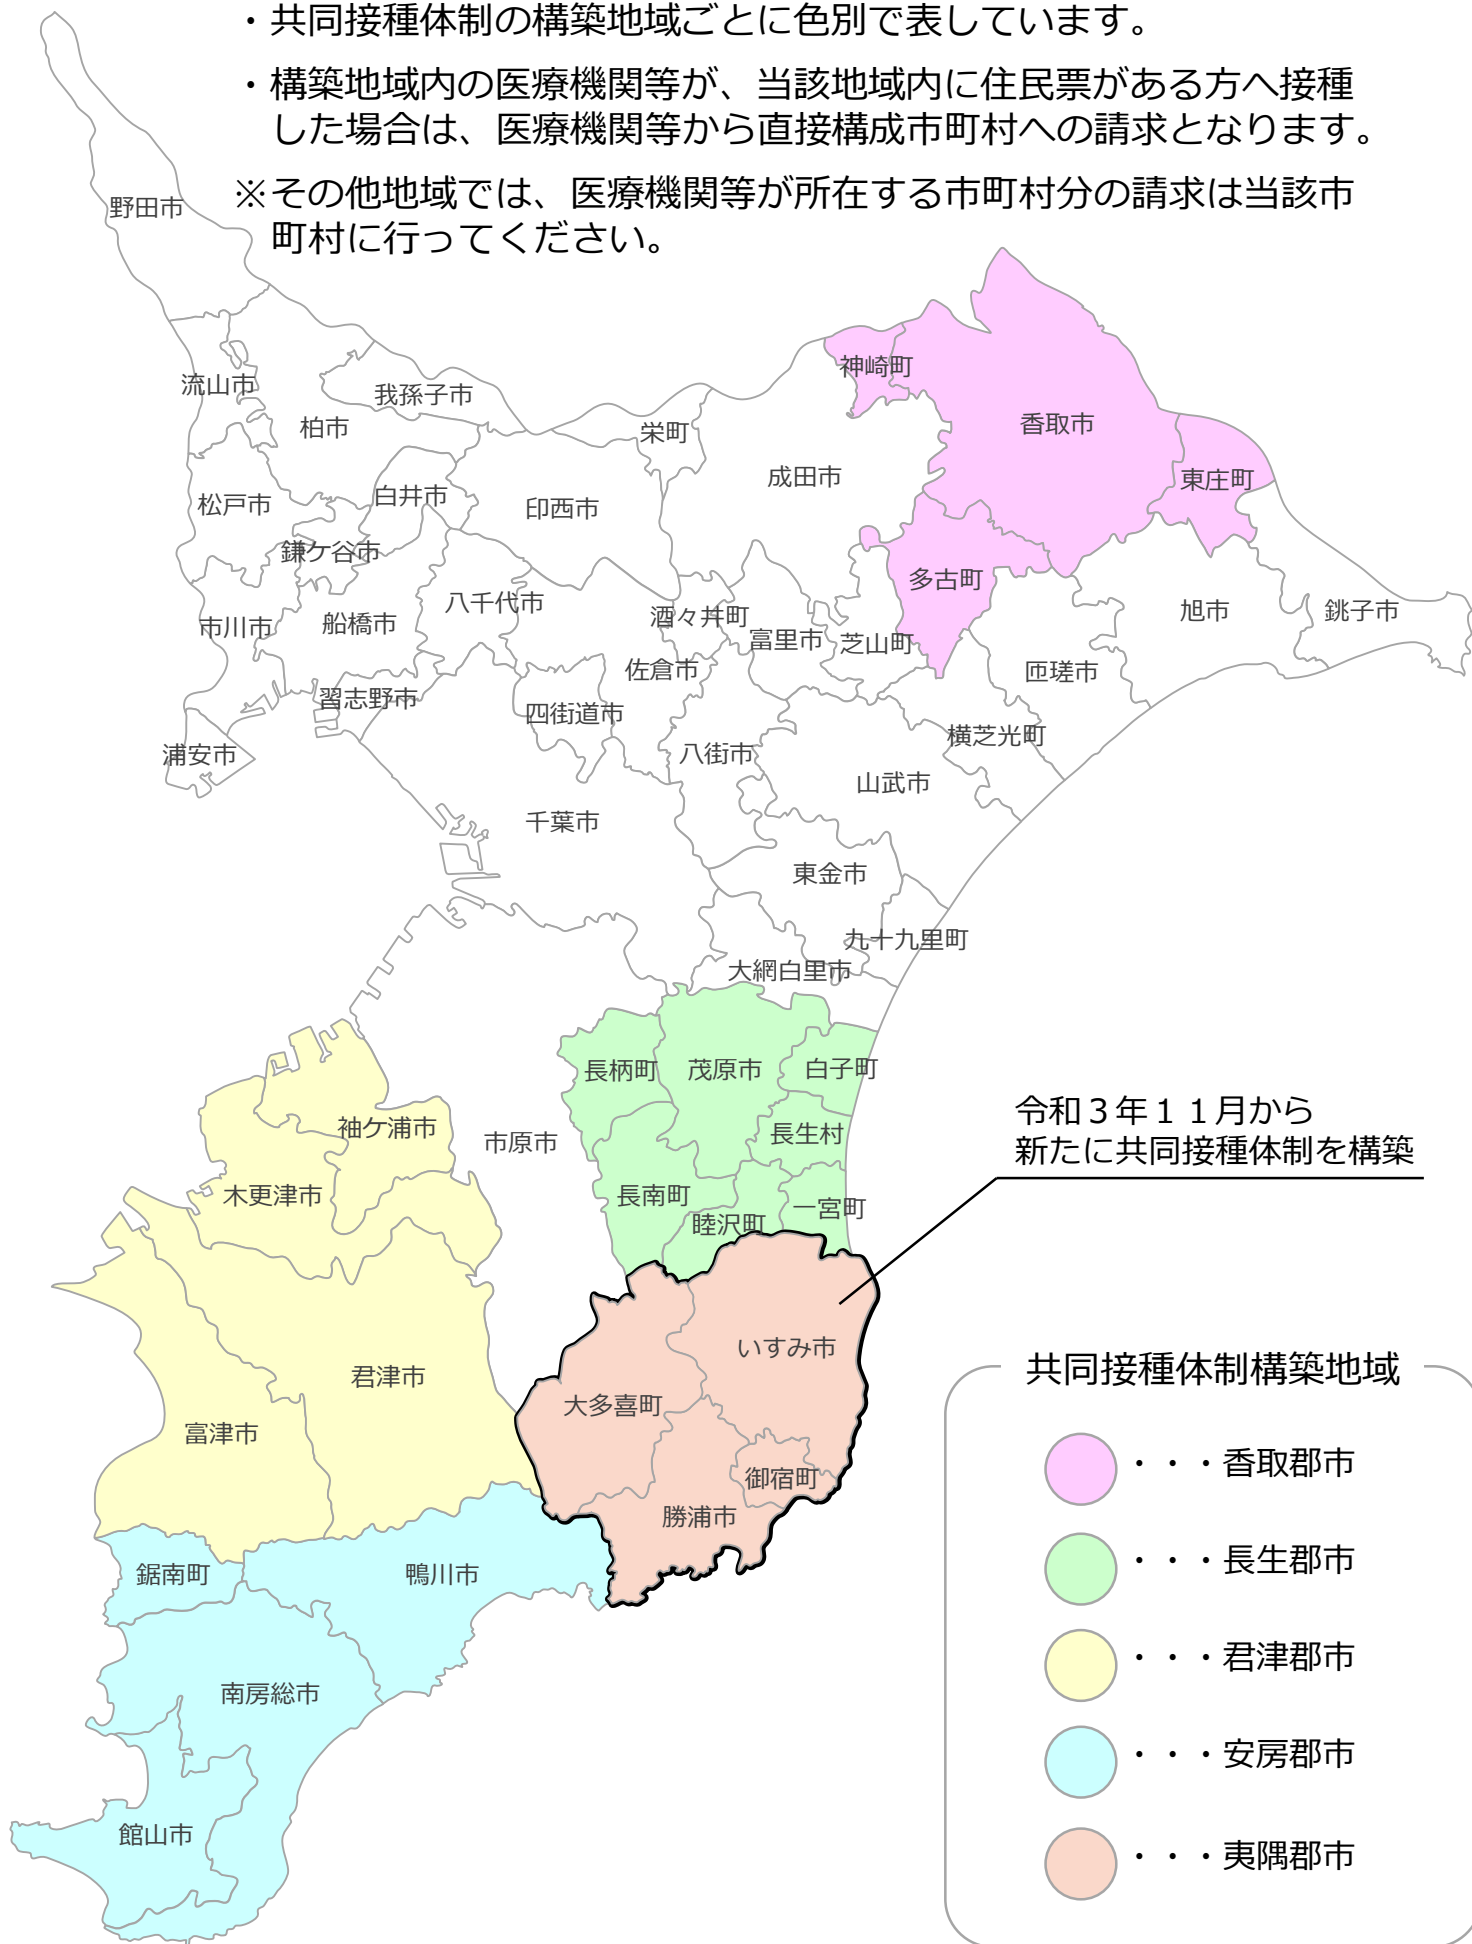 ・共同接種体制の構築地域ごとに色別で表しています。
・構築地域内の医療機関等が、当該地域内に住民票がある方へ接種
した場合は、医療機関等から直接構成市町村への請求となります。
※その他地域では、医療機関等が所在する市町村分の請求は当該市
町村に行ってください。
野田市
流山市
柏市
我孫子市
栄町
成田市
神崎町
香取市
東庄町
松戸市
白井市
印西市
鎌ケ谷市
多古町
市川市
船橋市
八千代市
酒々井町
富里市
芝山町
旭市
銚子市
佐倉市
匝瑳市
習志野市
四街道市
浦安市
八街市
横芝光町
山武市
千葉市
東金市
九十九里町
大網白里市
長柄町
茂原市
白子町
袖ケ浦市
市原市
長生村
木更津市
長南町
睦沢町
一宮町
令和３年１１月から
新たに共同接種体制を構築
いすみ市
君津市
大多喜町
富津市
御宿町
勝浦市
鋸南町
鴨川市
南房総市
館山市
共同接種体制構築地域
・・・香取郡市
・・・長生郡市
・・・君津郡市
・・・安房郡市
・・・夷隅郡市